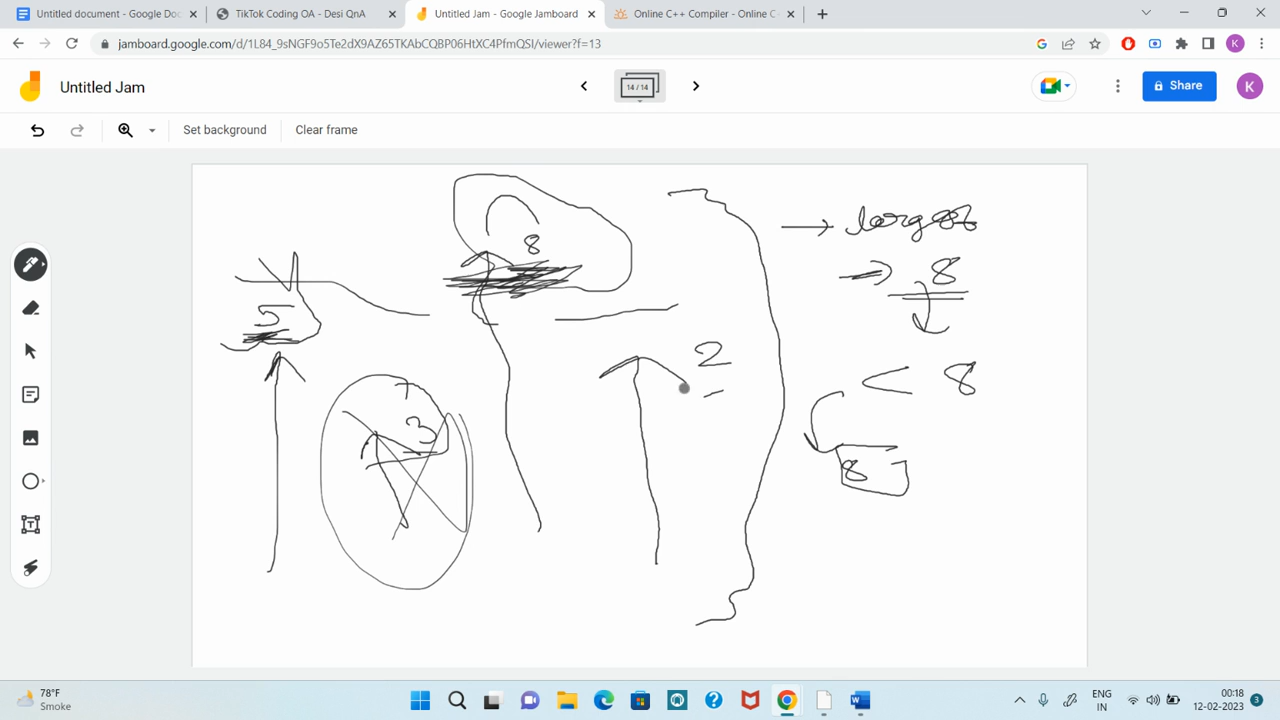 Untitled document - Google Doc
TikTok Coding OA - Desi QnA
Untitled Jam - Google Jamboard
Online C++ Compiler - Online C
jamboard.google.com/d/1L84_9sNGF9o5Te2dX9AZ65TKAbCQBP06HtXC4PfmQSI/viewer?f=13
K
Untitled Jam
14 / 14
Share
K
Set background
Clear frame
8
5
3
2
→ largest
⇒ 8
< 8
8
78°F
Smoke
ENG
IN
00:18
12-02-2023
3